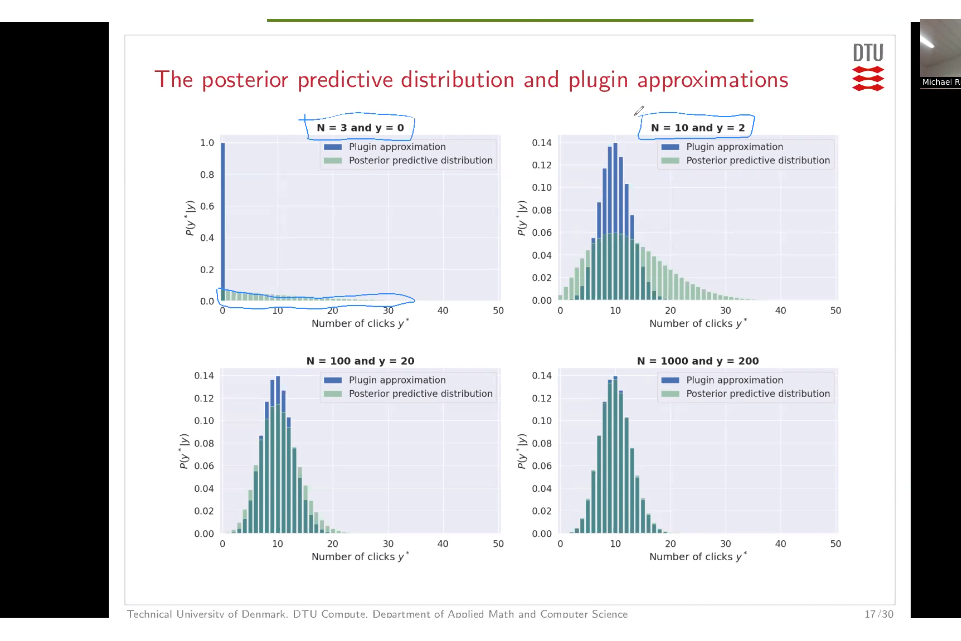 DTU
The posterior predictive distribution and plugin approximations
Michael R
N = 3 and y = 0
Plugin approximation
Posterior predictive distribution
1.0
0.8
0.6
0.4
0.2
0.0
P(y*|y)
0 10 20 30 40 50
Number of clicks y*
N = 10 and y = 2
Plugin approximation
Posterior predictive distribution
0.14
0.12
0.10
0.08
0.06
0.04
0.02
0.00
P(y*|y)
0 10 20 30 40 50
Number of clicks y*
N = 100 and y = 20
Plugin approximation
Posterior predictive distribution
0.14
0.12
0.10
0.08
0.06
0.04
0.02
0.00
P(y*|y)
0 10 20 30 40 50
Number of clicks y*
N = 1000 and y = 200
Plugin approximation
Posterior predictive distribution
0.14
0.12
0.10
0.08
0.06
0.04
0.02
0.00
P(y*|y)
0 10 20 30 40 50
Number of clicks y*
Technical University of Denmark, DTU Compute, Department of Applied Math and Computer Science
17/30